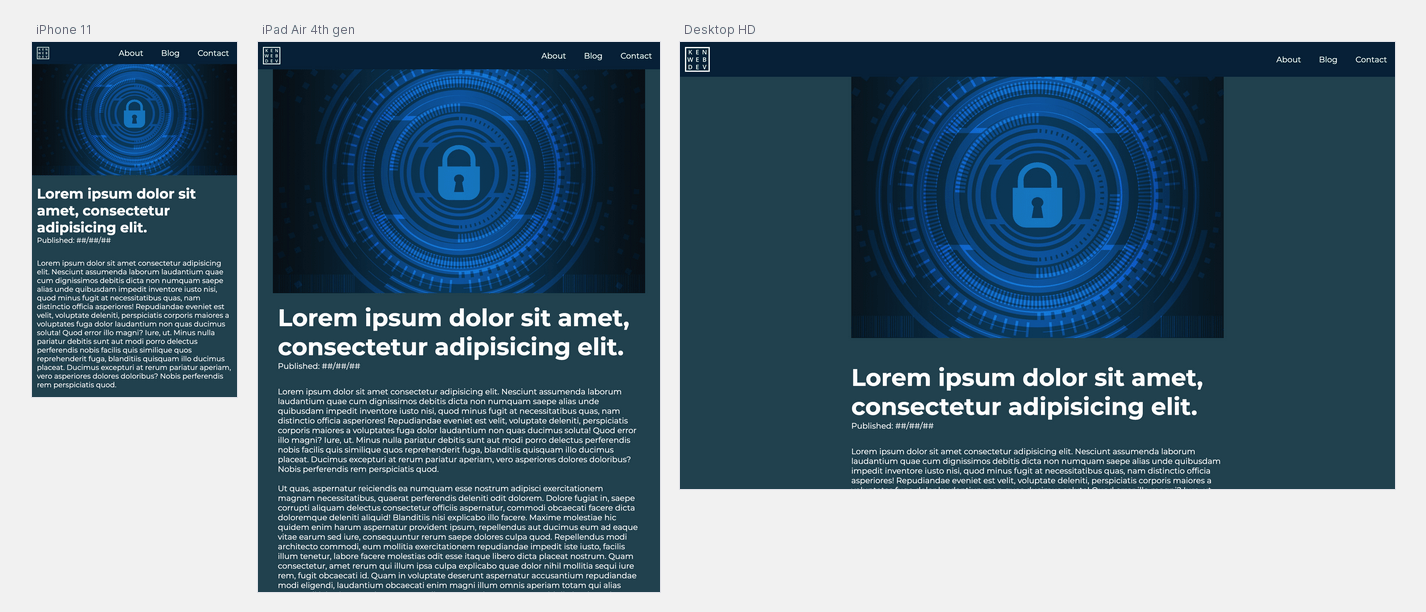 iPhone 11
About Blog Contact
Lorem ipsum dolor sit
amet, consectetur
adipisicing elit.
Published: ##/##/##
Lorem ipsum dolor sit amet consectetur adipisicing
elit. Nesciunt assumenda laborum laudantium quae
cum dignissimos debitis dicta non numquam saepe
alias unde quibusdam impedit inventore iusto nisi,
quod minus fugit at necessitatibus quas, nam
distinctio officia asperiores! Repudiandae eveniet est
velit, voluptate deleniti, perspiciatis corporis maiores a
voluptates fuga dolor laudantium non quas ducimus
soluta! Quod error illo magni? Iure, ut. Minus nulla
pariatur debitis sunt aut modi porro delectus
perferendis nobis facilis quis similique quos
reprehenderit fuga, blanditiis quisquam illo ducimus
placeat. Ducimus excepturi at rerum pariatur aperiam,
vero asperiores dolores doloribus? Nobis perferendis
rem perspiciatis quod.
iPad Air 4th gen
KEN
WEB
DEV
About Blog Contact
Lorem ipsum dolor sit amet,
consectetur adipisicing elit.
Published: ##/##/##
Lorem ipsum dolor sit amet consectetur adipisicing elit. Nesciunt assumenda laborum
laudantium quae cum dignissimos debitis dicta non numquam saepe alias unde
quibusdam impedit inventore iusto nisi, quod minus fugit at necessitatibus quas, nam
distinctio officia asperiores! Repudiandae eveniet est velit, voluptate deleniti, perspiciatis
corporis maiores a voluptates fuga dolor laudantium non quas ducimus soluta! Quod error
illo magni? Iure, ut. Minus nulla pariatur debitis sunt aut modi porro delectus perferendis
nobis facilis quis similique quos reprehenderit fuga, blanditiis quisquam illo ducimus
placeat. Ducimus excepturi at rerum pariatur aperiam, vero asperiores dolores doloribus?
Nobis perferendis rem perspiciatis quod.
Ut quas, aspernatur reiciendis ea numquam esse nostrum adipisci exercitationem
magnam necessitatibus, quaerat perferendis deleniti odit dolorem. Dolore fugiat in, saepe
corrupti aliquam delectus consectetur officiis aspernatur, commodi obcaecati facere dicta
doloremque deleniti aliquid! Blanditiis nisi explicabo illo facere. Maxime molestiae hic
quidem enim harum aspernatur provident ipsum, repellendus aut ducimus eum ad eaque
vitae earum sed iure, consequuntur rerum saepe dolores culpa quod. Repellendus modi
architecto commodi, eum mollitia exercitationem repudiandae impedit iste iusto, facilis
illum tenetur, labore facere molestias odit esse itaque libero dicta placeat nostrum. Quam
consectetur, amet rerum qui illum ipsa culpa explicabo quae dolor nihil mollitia sequi iure
rem, fugit obcaecati id. Quam in voluptate deserunt aspernatur accusantium repudiandae
modi eligendi, laudantium obcaecati enim magni illum omnis aperiam totam qui alias
Desktop HD
KEN
WEB
DEV
About Blog Contact
Lorem ipsum dolor sit amet,
consectetur adipisicing elit.
Published: ##/##/##
Lorem ipsum dolor sit amet consectetur adipisicing elit. Nesciunt assumenda laborum
laudantium quae cum dignissimos debitis dicta non numquam saepe alias unde quibusdam
impedit inventore iusto nisi, quod minus fugit at necessitatibus quas, nam distinctio officia
asperiores! Repudiandae eveniet est velit, voluptate deleniti, perspiciatis corporis maiores a